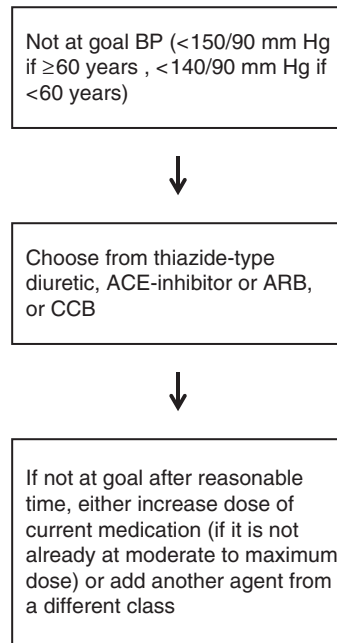 Not at goal BP (<150/90 mm Hg
if ≥60 years , <140/90 mm Hg if
<60 years)
Choose from thiazide-type
diuretic, ACE-inhibitor or ARB,
or CCB
If not at goal after reasonable
time, either increase dose of
current medication (if it is not
already at moderate to maximum
dose) or add another agent from
a different class